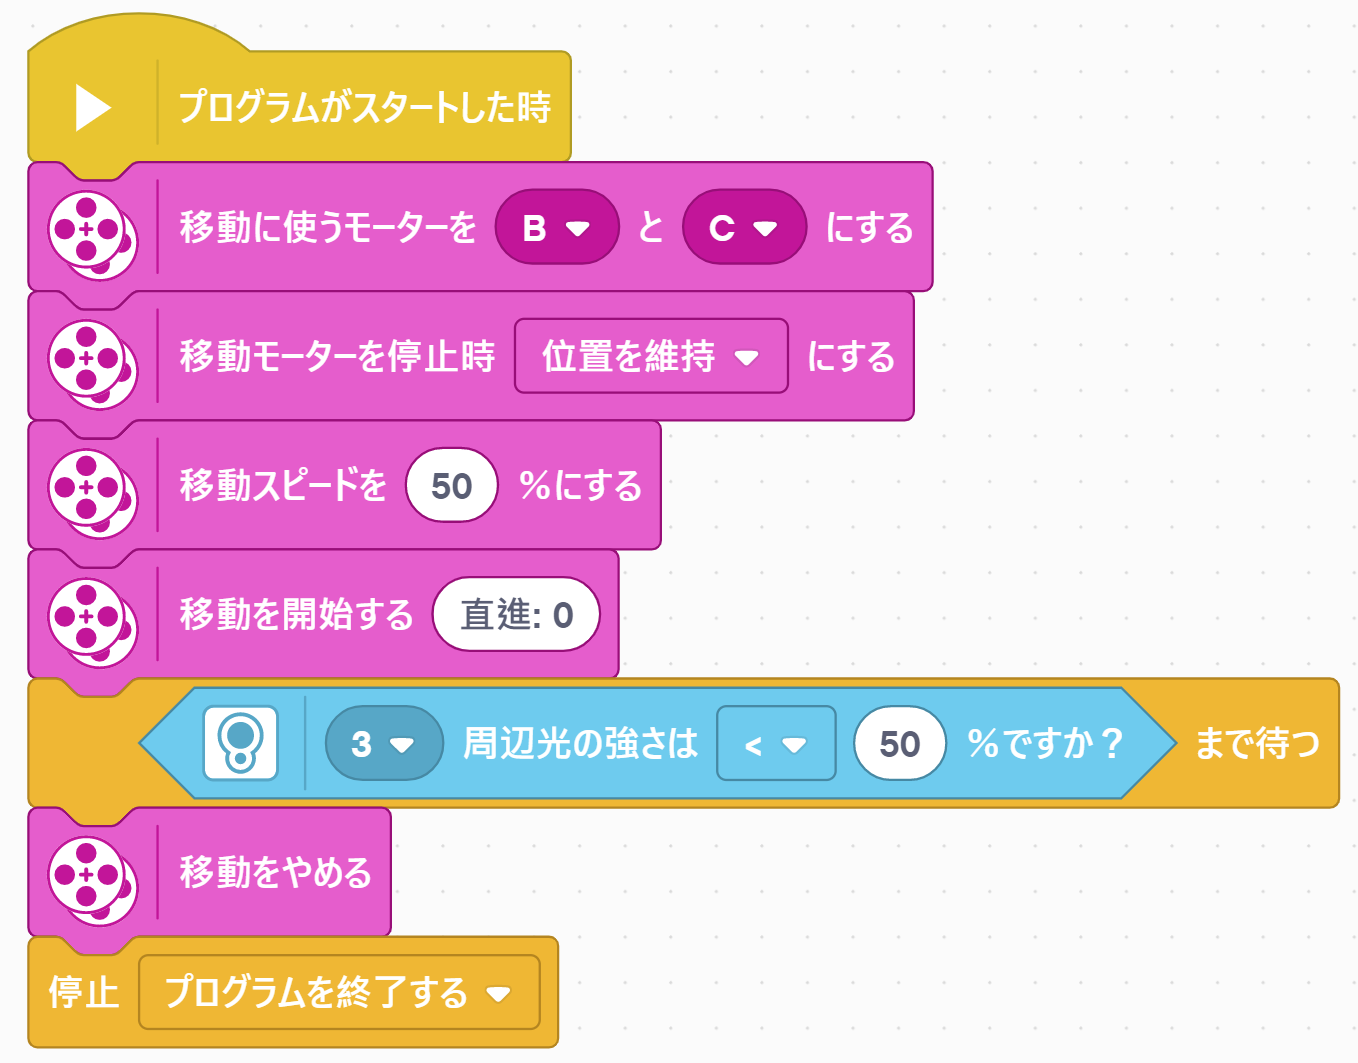 プログラムがスタートした時
移動に使うモーターを B と C にする
移動モーターを停止時 位置を維持 にする
移動スピードを 50 %にする
移動を開始する 直進: 0
3 周辺光の強さは < 50 %ですか? まで待つ
移動をやめる
停止 プログラムを終了する